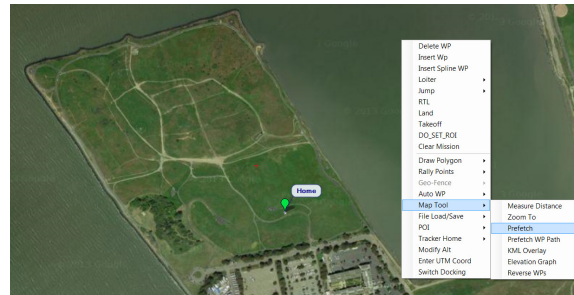 Home
Delete WP
Insert Wp
Insert Spline WP
Loiter
Jump
RTL
Land
Takeoff
DO_SET_ROI
Clear Mission
Draw Polygon
Rally Points
Geo-Fence
Auto WP
Map Tool
File Load/Save
POI
Tracker Home
Modify Alt
Enter UTM Coord
Switch Docking
Measure Distance
Zoom To
Prefetch
Prefetch WP Path
KML Overlay
Elevation Graph
Reverse WPs